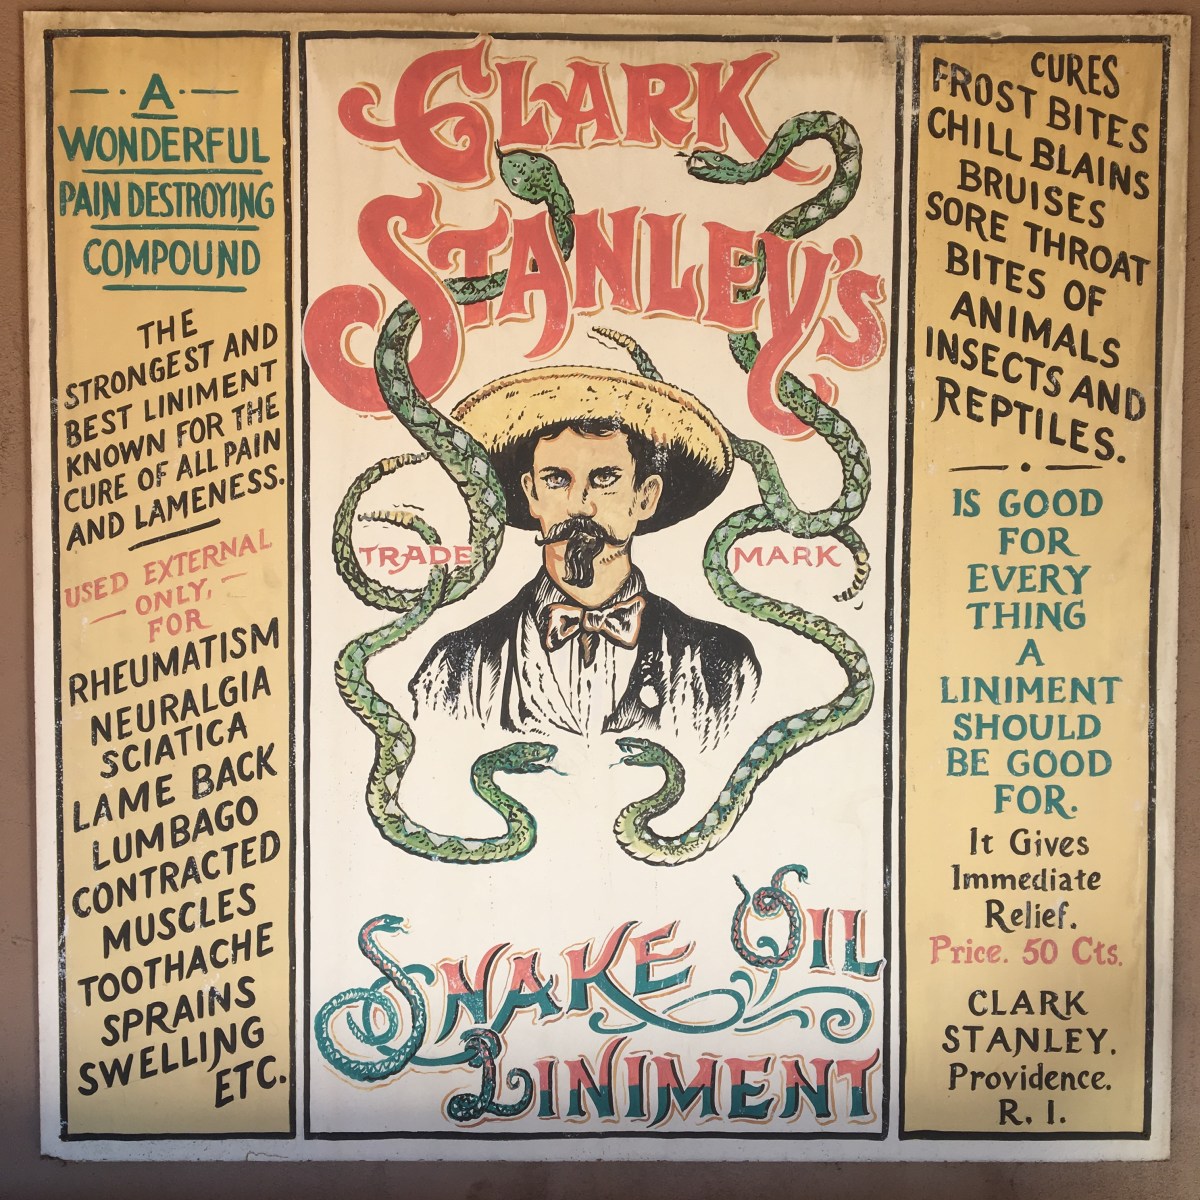 A
WONDERFUL
PAIN DESTROYING
COMPOUND
THE
STRONGEST AND
BEST LINIMENT
KNOWN FOR THE
CURE OF ALL PAIN
AND LAMENESS.
USED EXTERNAL
ONLY,
FOR
RHEUMATISM
NEURALGIA
SCIATICA
LAME BACK
LUMBAGO
CONTRACTED
MUSCLES
TOOTHACHE
SPRAINS
SWELLING
ETC.
CLARK
STANLEY'S
TRADE MARK
SNAKE OIL
LINIMENT
CURES
FROST BITES
CHILL BLAINS
BRUISES
SORE THROAT
BITES OF
ANIMALS
INSECTS AND
REPTILES.
IS GOOD
FOR
EVERY
THING
A
LINIMENT
SHOULD
BE GOOD
FOR.
It Gives
Immediate
Relief.
Price. 50 Cts.
CLARK
STANLEY.
Providence.
R. I.